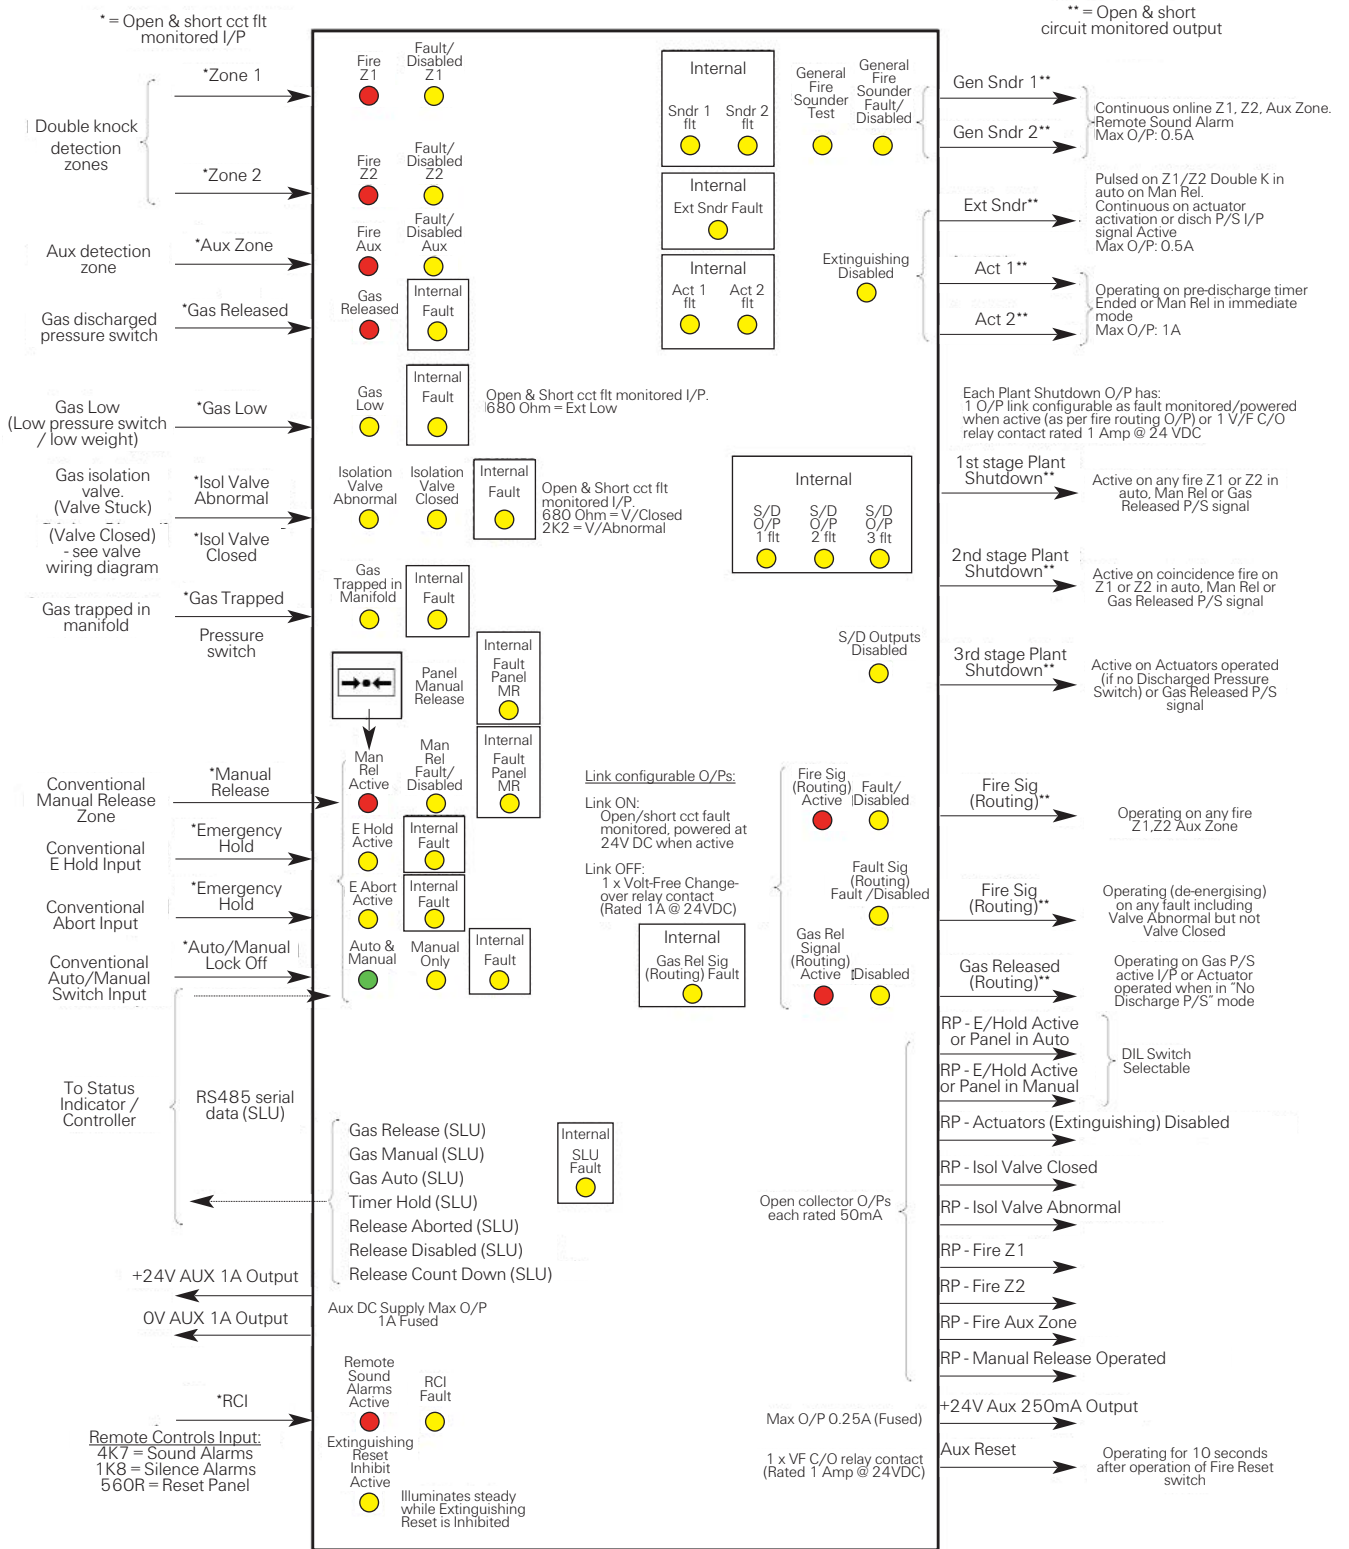 * = Open & short cct flt
monitored I/P
** = Open & short
circuit monitored output
Double knock
detection
zones
*Zone 1
*Zone 2
Aux detection
zone
*Aux Zone
Gas discharged
pressure switch
*Gas Released
Gas Low
(Low pressure switch
/ low weight)
*Gas Low
Gas isolation
valve.
(Valve Stuck)
(Valve Closed)
- see valve
wiring diagram
*Isol Valve
Abnormal
*Isol Valve
Closed
Gas trapped in
manifold
*Gas Trapped
Pressure
switch
Conventional
Manual Release
Zone
*Manual
Release
Conventional
E Hold Input
*Emergency
Hold
Conventional
Abort Input
*Emergency
Hold
Conventional
Auto/Manual
Switch Input
*Auto/Manual
Lock Off
To Status
Indicator /
Controller
RS485 serial
data (SLU)
+24V AUX 1A Output
0V AUX 1A Output
*RCI
Remote Controls Input:
4K7 = Sound Alarms
1K8 = Silence Alarms
560R = Reset Panel
Fire
Z1
Fault/
Disabled
Z1
Fire
Z2
Fault/
Disabled
Z2
Fire
Aux
Fault/
Disabled
Aux
Gas
Released
Internal
Fault
Gas
Low
Internal
Fault
Open & Short cct flt monitored I/P.
680 Ohm = Ext Low
Isolation
Valve
Abnormal
Isolation
Valve
Closed
Internal
Fault
Open & Short cct flt
monitored I/P.
680 Ohm = V/Closed
2K2 = V/Abnormal
Gas
Trapped in
Manifold
Internal
Fault
Panel
Manual
Release
Internal
Fault
Panel
MR
Man
Rel
Active
Man
Rel
Fault/
Disabled
Internal
Fault
Panel
MR
E Hold
Active
Internal
Fault
E Abort
Active
Internal
Fault
Auto &
Manual
Manual
Only
Internal
Fault
Gas Release (SLU)
Gas Manual (SLU)
Gas Auto (SLU)
Timer Hold (SLU)
Release Aborted (SLU)
Release Disabled (SLU)
Release Count Down (SLU)
Internal
SLU
Fault
Aux DC Supply Max O/P
1A Fused
Remote
Sound
Alarms
Active
RCI
Fault
Extinguishing
Reset
Inhibit
Active
Illuminates steady
while Extinguishing
Reset is Inhibited
Internal
Sndr 1
flt
Sndr 2
flt
General
Fire
Sounder
Test
General
Fire
Sounder
Fault/
Disabled
Internal
Ext Sndr Fault
Internal
Act 1
flt
Act 2
flt
Extinguishing
Disabled
Internal
S/D
O/P
1 flt
S/D
O/P
2 flt
S/D
O/P
3 flt
S/D Outputs
Disabled
Link configurable O/Ps:
Link ON:
Open/short cct fault
monitored, powered at
24V DC when active
Link OFF:
1 x Volt-Free Change-
over relay contact
(Rated 1A @ 24VDC)
Fire Sig
(Routing)
Active
Fault/
Disabled
Fault Sig
(Routing)
Fault /Disabled
Internal
Gas Rel Sig
(Routing) Fault
Gas Rel
Signal
(Routing)
Active
Disabled
Open collector O/Ps
each rated 50mA
Max O/P 0.25A (Fused)
1 x VF C/O relay contact
(Rated 1 Amp @ 24VDC)
Gen Sndr 1**
Gen Sndr 2**
Continuous online Z1, Z2, Aux Zone.
Remote Sound Alarm
Max O/P: 0.5A
Ext Sndr**
Pulsed on Z1/Z2 Double K in
auto on Man Rel.
Continuous on actuator
activation or disch P/S I/P
signal Active
Max O/P: 0.5A
Act 1**
Act 2**
Operating on pre-discharge timer
Ended or Man Rel in immediate
mode
Max O/P: 1A
Each Plant Shutdown O/P has:
1 O/P link configurable as fault monitored/powered
when active (as per fire routing O/P) or 1 V/F C/O
relay contact rated 1 Amp @ 24 VDC
1st stage Plant
Shutdown**
Active on any fire Z1 or Z2 in
auto, Man Rel or Gas
Released P/S signal
2nd stage Plant
Shutdown**
Active on coincidence fire on
Z1 or Z2 in auto, Man Rel or
Gas Released P/S signal
3rd stage Plant
Shutdown**
Active on Actuators operated
(if no Discharged Pressure
Switch) or Gas Released P/S
signal
Fire Sig
(Routing)**
Operating on any fire
Z1,Z2 Aux Zone
Fire Sig
(Routing)**
Operating (de-energising)
on any fault including
Valve Abnormal but not
Valve Closed
Gas Released
(Routing)**
Operating on Gas P/S
active I/P or Actuator
operated when in "No
Discharge P/S" mode
RP - E/Hold Active
or Panel in Auto
RP - E/Hold Active
or Panel in Manual
DIL Switch
Selectable
RP - Actuators (Extinguishing) Disabled
RP - Isol Valve Closed
RP - Isol Valve Abnormal
RP - Fire Z1
RP - Fire Z2
RP - Fire Aux Zone
RP - Manual Release Operated
+24V Aux 250mA Output
Aux Reset
Operating for 10 seconds
after operation of Fire Reset
switch